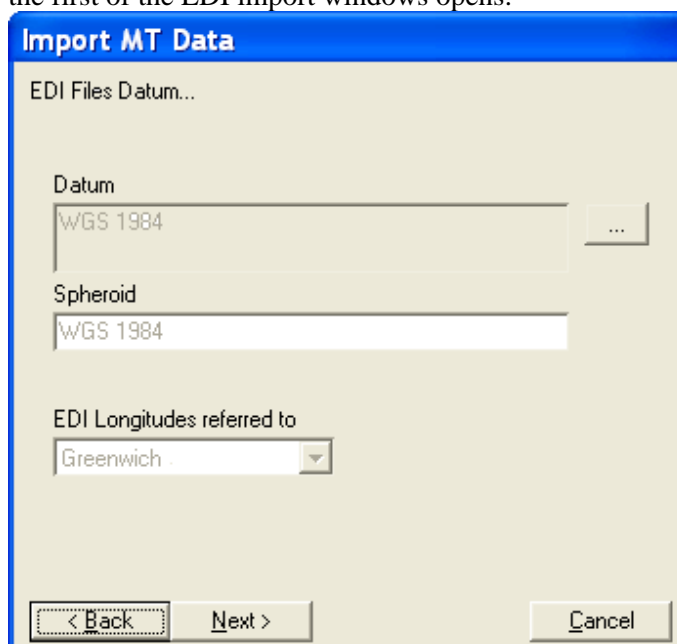 the first of the EDI import windows opens:
Import MT Data
EDI Files Datum...
Datum
WGS 1984
...
Spheroid
WGS 1984
EDI Longitudes referred to
Greenwich
< Back
Next >
Cancel